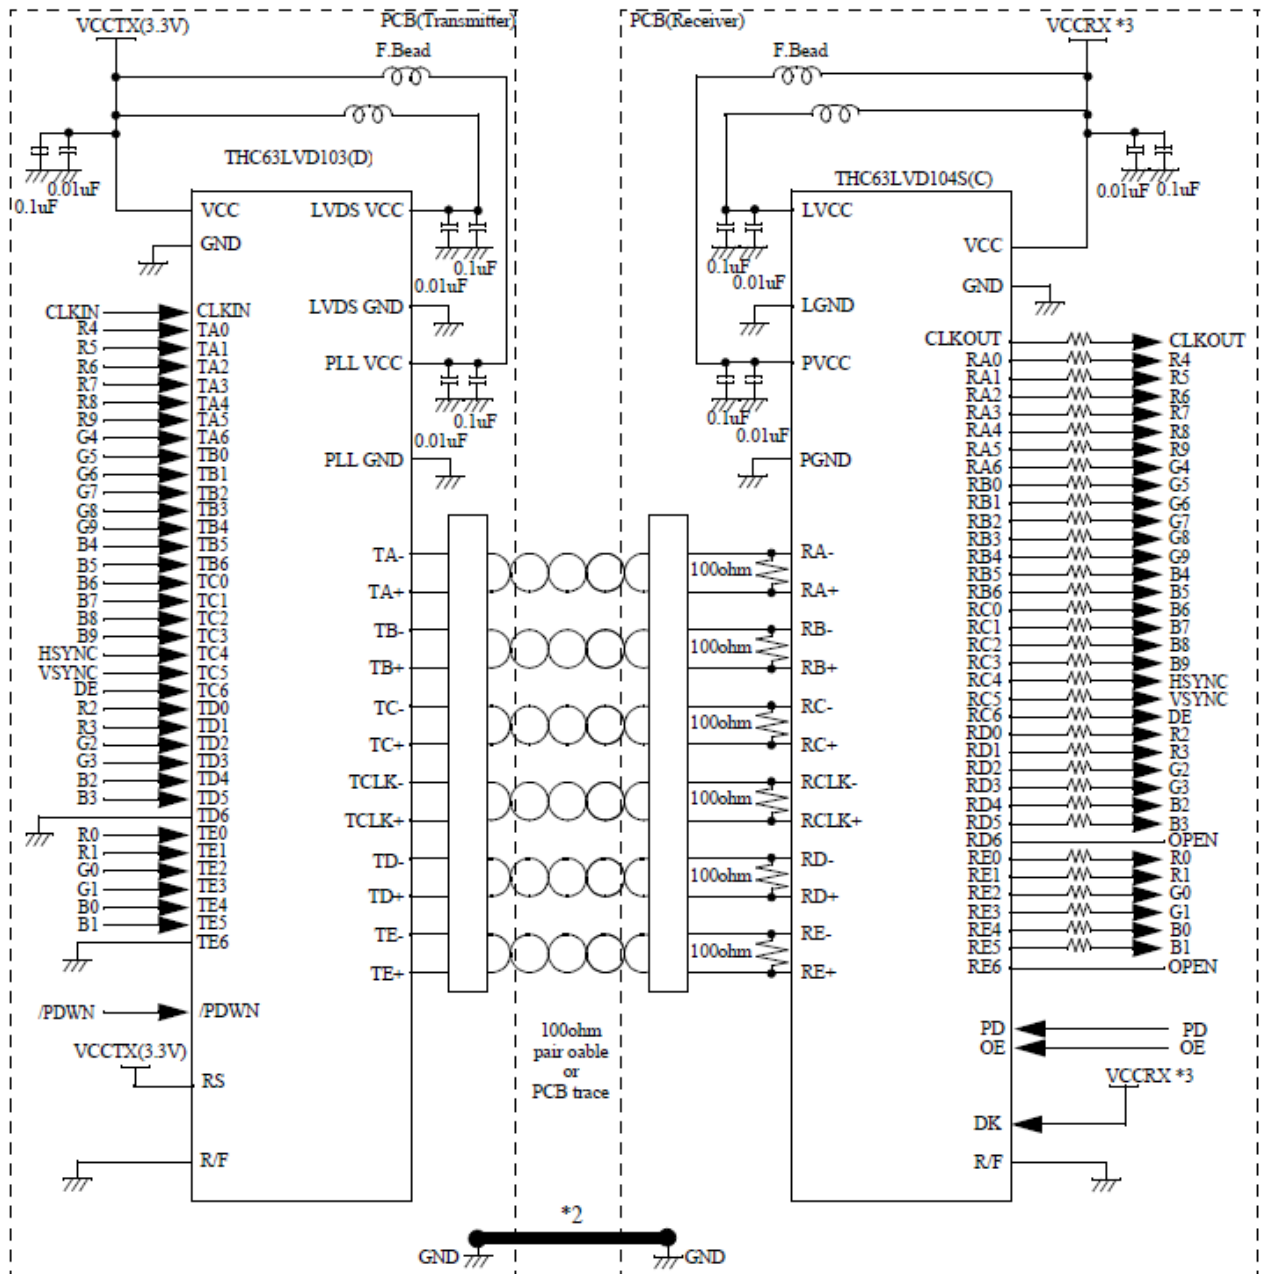 PCB(Transmitter)
VCCTX(3.3V)
F.Bead
0.01uF
0.1uF
THC63LVD103(D)
VCC
LVDS VCC
GND
0.1uF
0.01uF
LVDS GND
PLL VCC
0.1uF
0.01uF
PLL GND
CLKIN CLKIN
R4 TA0
R5 TA1
R6 TA2
R7 TA3
R8 TA4
R9 TA5
G4 TA6
G5 TB0
G6 TB1
G7 TB2
G8 TB3
G9 TB4
B4 TB5
B5 TB6
B6 TC0
B7 TC1
B8 TC2
B9 TC3
HSYNC TC4
VSYNC TC5
DE TC6
R2 TD0
R3 TD1
G2 TD2
G3 TD3
B2 TD4
B3 TD5
TD6
R0 TE0
R1 TE1
G0 TE2
G1 TE3
B0 TE4
B1 TE5
TE6
/PDWN /PDWN
VCCTX(3.3V)
RS
R/F
TA-
TA+
TB-
TB+
TC-
TC+
TCLK-
TCLK+
TD-
TD+
TE-
TE+
100ohm
pair oable
or
PCB trace
*2
GND
GND
PCB(Receiver)
VCCRX *3
F.Bead
0.01uF
0.1uF
THC63LVD104S(C)
LVCC
VCC
0.1uF
0.01uF
GND
LGND
PVCC
0.1uF
0.01uF
PGND
100ohm
RA-
RA+
100ohm
RB-
RB+
100ohm
RC-
RC+
100ohm
RCLK-
RCLK+
100ohm
RD-
RD+
100ohm
RE-
RE+
CLKOUT CLKOUT
RA0 R4
RA1 R5
RA2 R6
RA3 R7
RA4 R8
RA5 R9
RA6 G4
RB0 G5
RB1 G6
RB2 G7
RB3 G8
RB4 G9
RB5 B4
RB6 B5
RC0 B6
RC1 B7
RC2 B8
RC3 B9
RC4 HSYNC
RC5 VSYNC
RC6 DE
RD0 R2
RD1 R3
RD2 G2
RD3 G3
RD4 B2
RD5 B3
RD6 OPEN
RE0 R0
RE1 R1
RE2 G0
RE3 G1
RE4 B0
RE5 B1
RE6 OPEN
PD PD
OE OE
VCCRX *3
DK
R/F